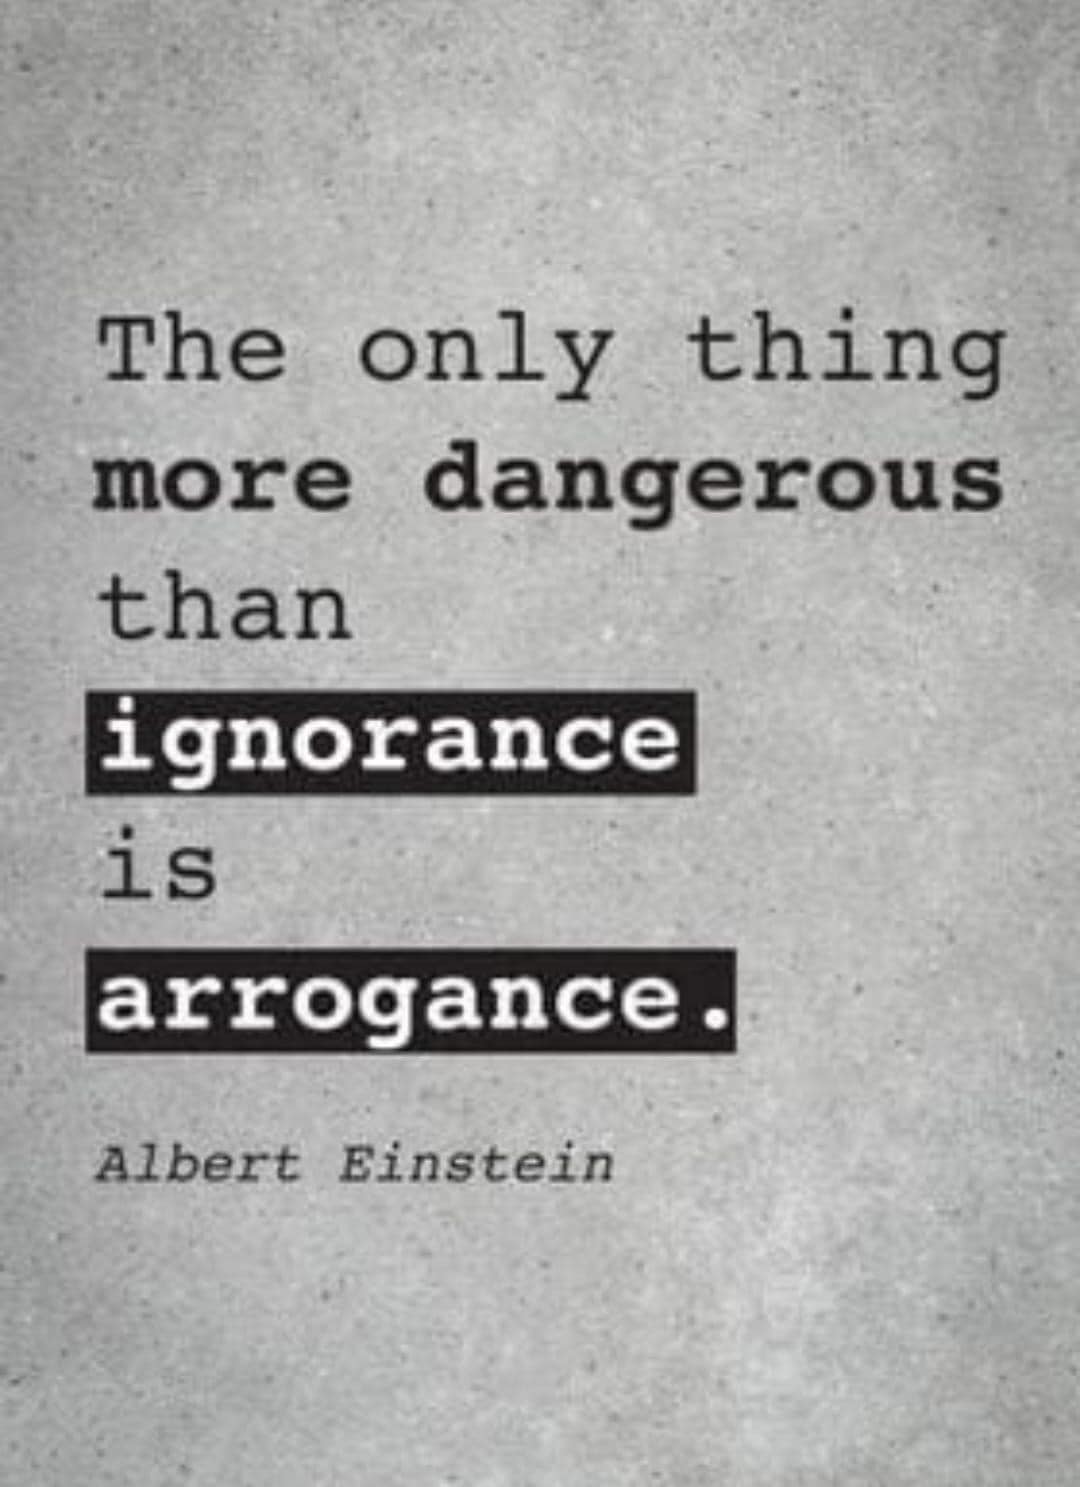 The only thing
more dangerous
than
ignorance
is
arrogance.
Albert Einstein